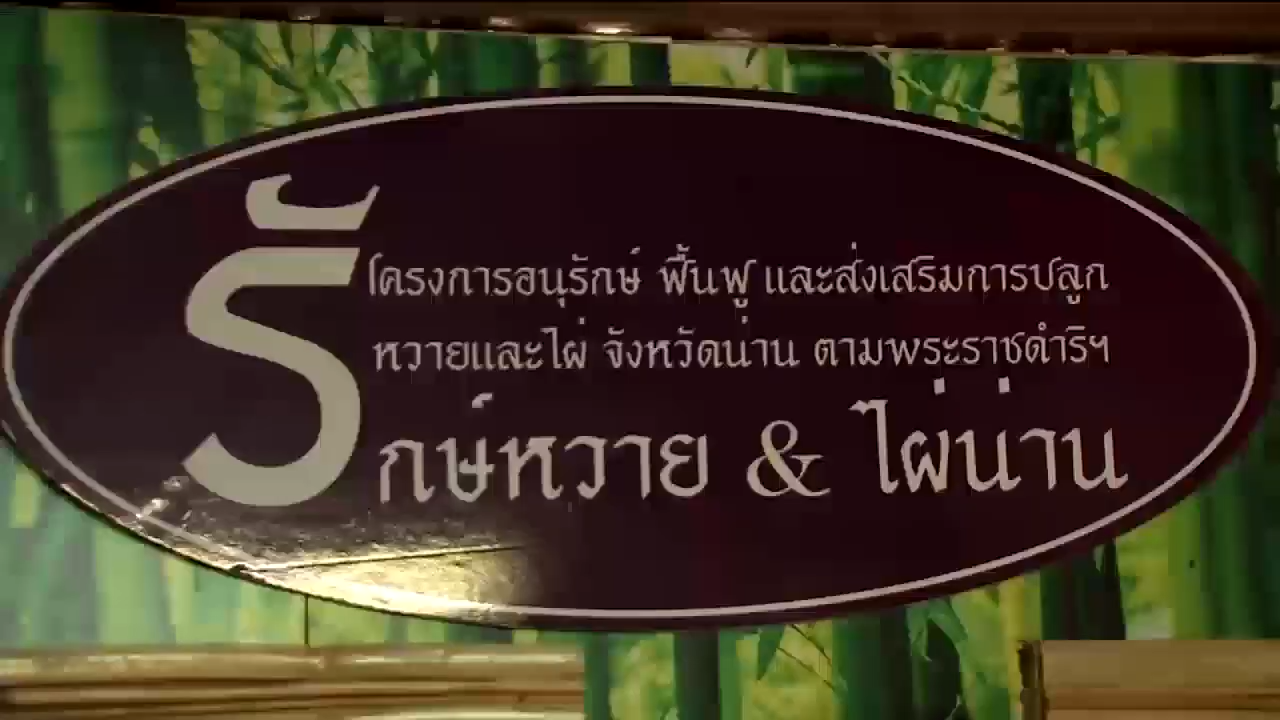 โครงการอนุรักษ์ ฟื้นฟู และส่งเสริมการปลูก
หวายและไผ่ จังหวัดน่าน ตามพระราชดำริฯ
รักษ์หวาย & ไผ่น่าน